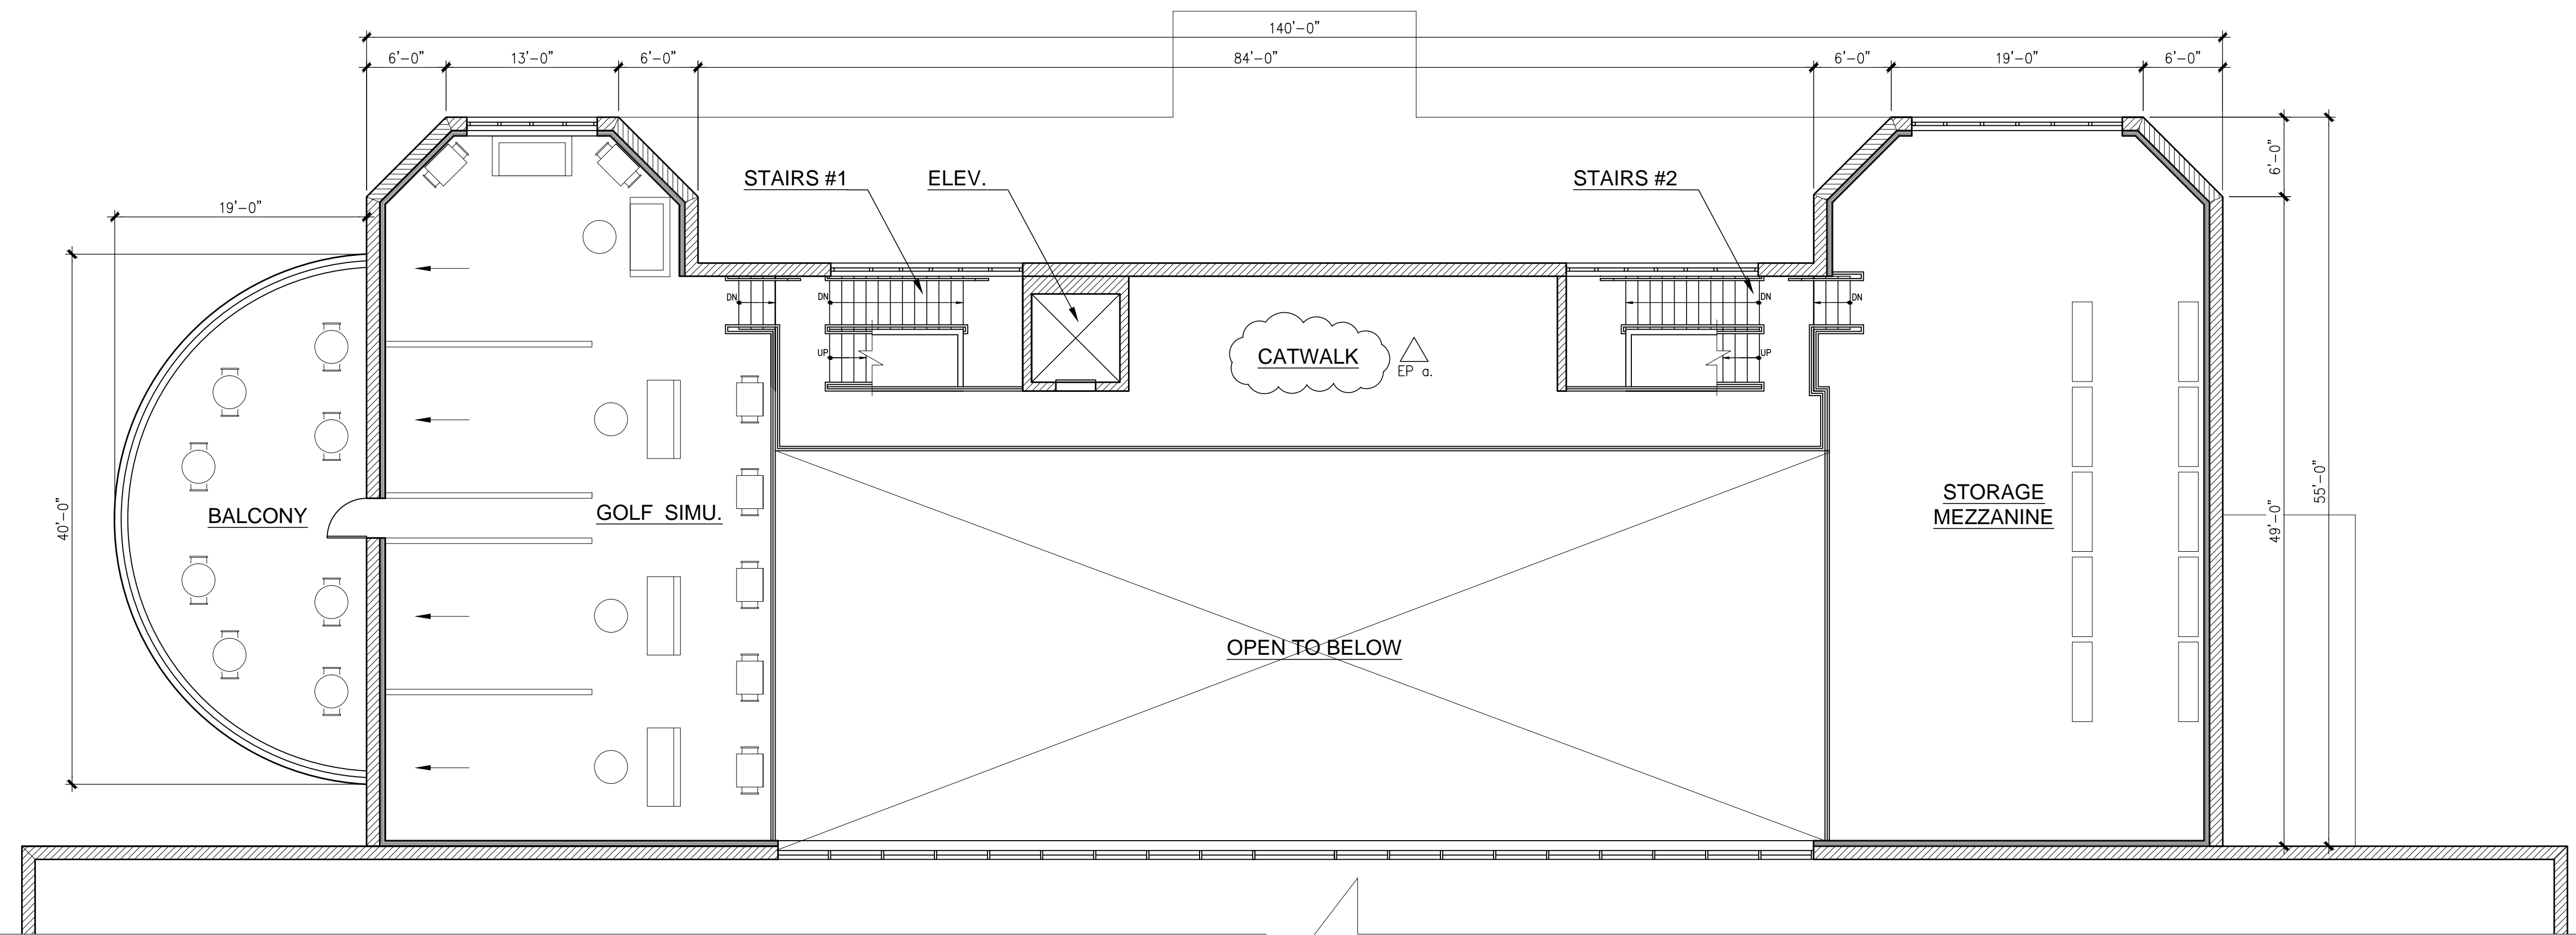 140'-0"
6'-0"
13'-0"
6'-0"
84'-0"
6'-0"
19'-0"
6'-0"
STAIRS #1
ELEV.
STAIRS #2
6'-0"
19'-0"
DN
DN
DN
DN
UP
CATWALK
EP a.
UP
40'-0"
BALCONY
GOLF SIMU.
STORAGE
MEZZANINE
49'-0"
55'-0"
OPEN TO BELOW